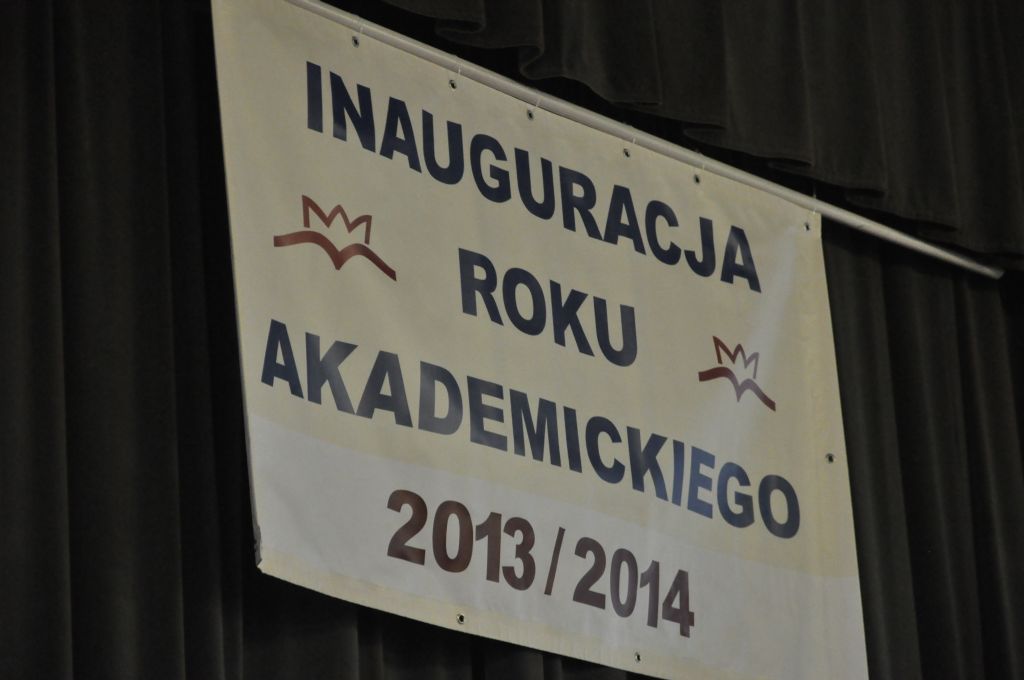 INAUGURACJA
ROKU
AKADEMICKIEGO
2013/2014